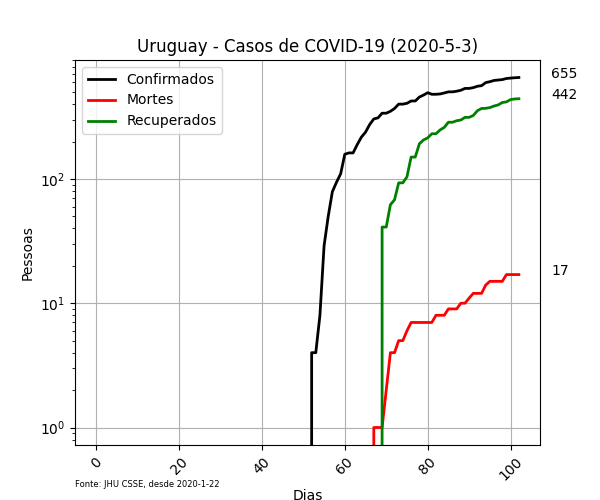 Uruguay - Casos de COVID-19 (2020-5-3)
Confirmados
Mortes
Recuperados
655
442
17
Pessoas
10²
10¹
10⁰
0
20
40
60
80
100
Fonte: JHU CSSE, desde 2020-1-22
Dias